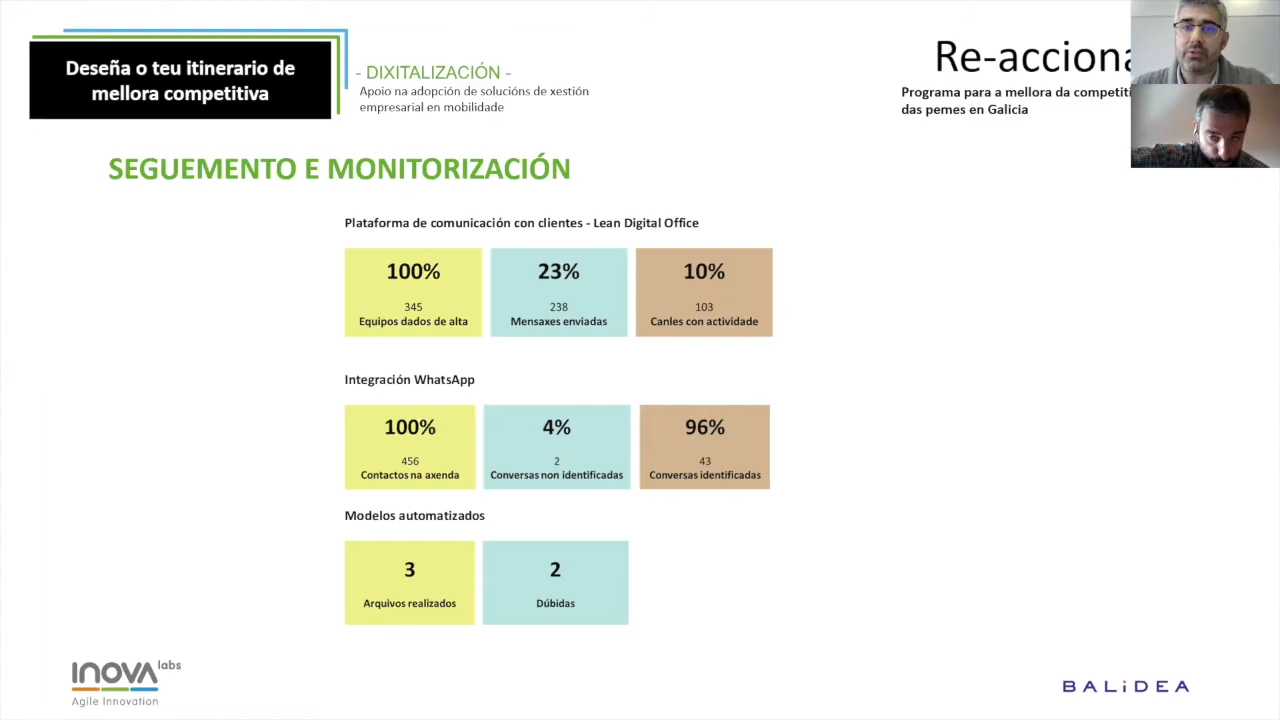 Deseña o teu itinerario de
mellora competitiva
- DIXITALIZACIÓN -
Apoio na adopción de solucións de xestión
empresarial en mobilidade
Re-acciona
Programa para a mellora da competiti
das pemes en Galicia
SEGUEMENTO E MONITORIZACIÓN
Plataforma de comunicación con clientes - Lean Digital Office
100% 23% 10%
345 238 103
Equipos dados de alta Mensaxes enviadas Canles con actividade
Integración WhatsApp
100% 4% 96%
456 2 43
Contactos na axenda Conversas non identificadas Conversas identificadas
Modelos automatizados
3 2
Arquivos realizados Dúbidas
INOVA labs
Agile Innovation
BALiDEA